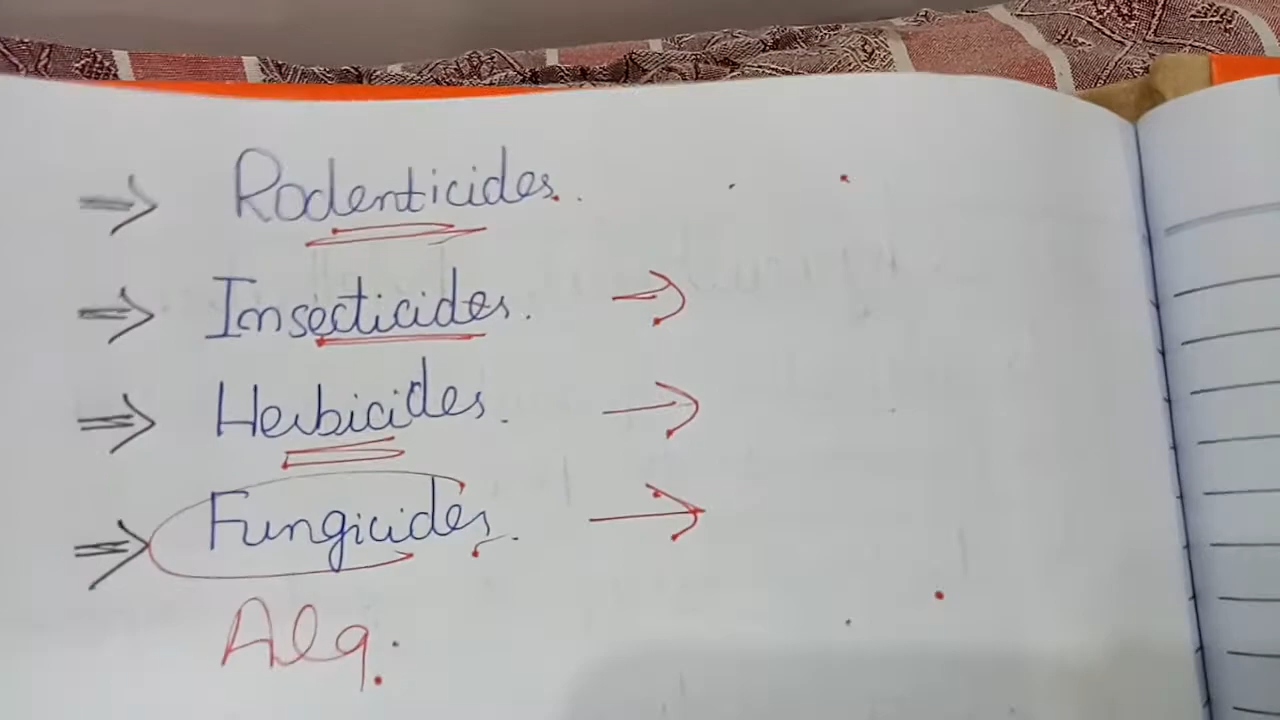 ⇒ Rodenticides.
⇒ Insecticides. →
⇒ Herbicides. →
⇒ Fungicides. →
Alg.